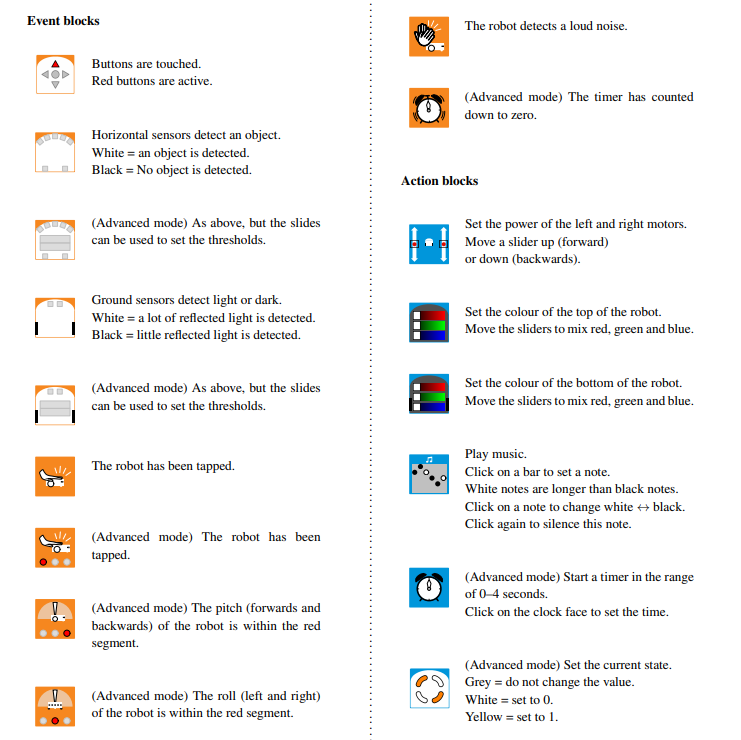 Event blocks
Buttons are touched.
Red buttons are active.
Horizontal sensors detect an object.
White = an object is detected.
Black = No object is detected.
(Advanced mode) As above, but the slides
can be used to set the thresholds.
Ground sensors detect light or dark.
White = a lot of reflected light is detected.
Black = little reflected light is detected.
(Advanced mode) As above, but the slides
can be used to set the thresholds.
The robot has been tapped.
(Advanced mode) The robot has been
tapped.
(Advanced mode) The pitch (forwards and
backwards) of the robot is within the red
segment.
(Advanced mode) The roll (left and right)
of the robot is within the red segment.
The robot detects a loud noise.
(Advanced mode) The timer has counted
down to zero.
Action blocks
Set the power of the left and right motors.
Move a slider up (forward)
or down (backwards).
Set the colour of the top of the robot.
Move the sliders to mix red, green and blue.
Set the colour of the bottom of the robot.
Move the sliders to mix red, green and blue.
Play music.
Click on a bar to set a note.
White notes are longer than black notes.
Click on a note to change white ↔ black.
Click again to silence this note.
(Advanced mode) Start a timer in the range
of 0–4 seconds.
Click on the clock face to set the time.
(Advanced mode) Set the current state.
Grey = do not change the value.
White = set to 0.
Yellow = set to 1.